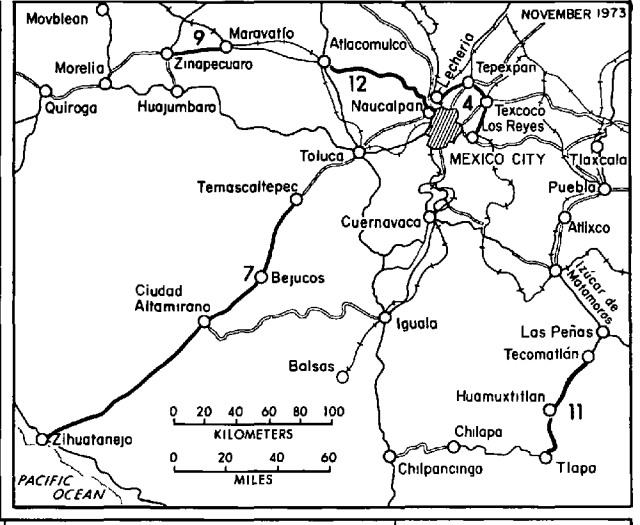 NOVEMBER 1973
Movblean
9
Maravatío
Atlacomulco
Lecheria
Tepexpan
Morelia
Zinapecuaro
12
Naucalpan
4
Texcoco
Los Reyes
Quiroga
Huajumbaro
Toluca
MEXICO CITY
Tlaxcala
Temascaltepec
Puebla
Cuernavaca
Atlixco
7
Bejucos
Izúcar de
Matamoros
Ciudad
Altamirano
Iguala
Las Peñas
Tecomatlán
Balsas
Huamuxtitlan
11
0 20 40 60 80 100
KILOMETERS
Zihuatanejo
Chilapa
0 20 40 60
MILES
Chilpancingo
Tlapa
PACIFIC
OCEAN